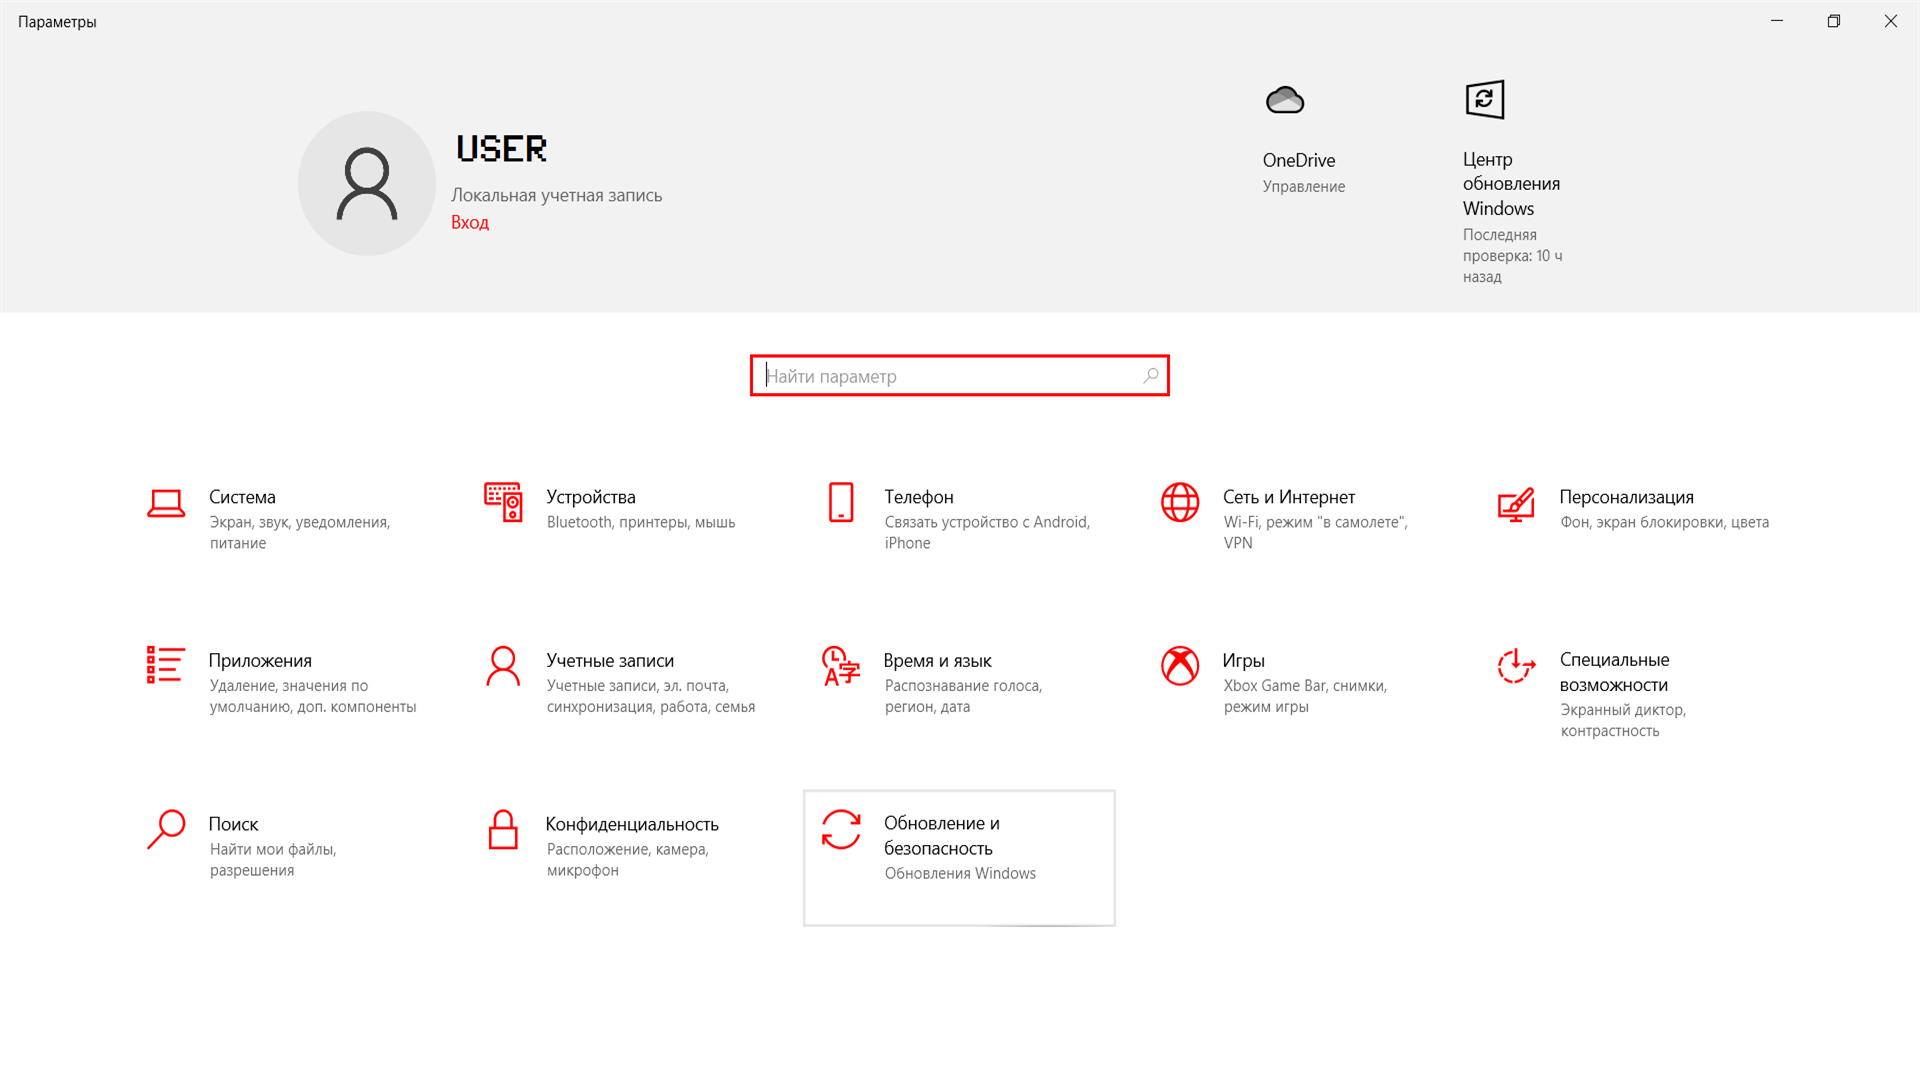 Параметры
USER
Локальная учетная запись
Вход
OneDrive
Управление
Центр
обновления
Windows
Последняя
проверка: 10 ч
назад
Найти параметр
Система
Экран, звук, уведомления,
питание
Устройства
Bluetooth, принтеры, мышь
Телефон
Связать устройство с Android,
iPhone
Сеть и Интернет
Wi-Fi, режим "в самолете",
VPN
Персонализация
Фон, экран блокировки, цвета
Приложения
Удаление, значения по
умолчанию, доп. компоненты
Учетные записи
Учетные записи, эл. почта,
синхронизация, работа, семья
Время и язык
Распознавание голоса,
регион, дата
Игры
Xbox Game Bar, снимки,
режим игры
Специальные
возможности
Экранный диктор,
контрастность
Поиск
Найти мои файлы,
разрешения
Конфиденциальность
Расположение, камера,
микрофон
Обновление и
безопасность
Обновления Windows